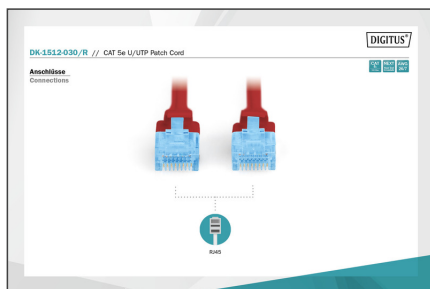 DIGITUS®
DK-1512-030/R // CAT 5e U/UTP Patch Cord
Anschlüsse
Connections
RJ45